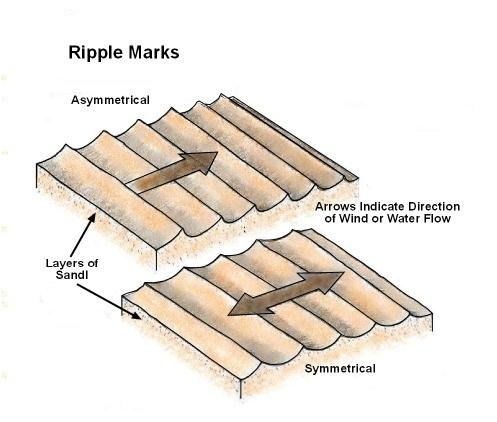 Ripple Marks
Asymmetrical
Arrows Indicate Direction
of Wind or Water Flow
Layers of
Sandl
Symmetrical